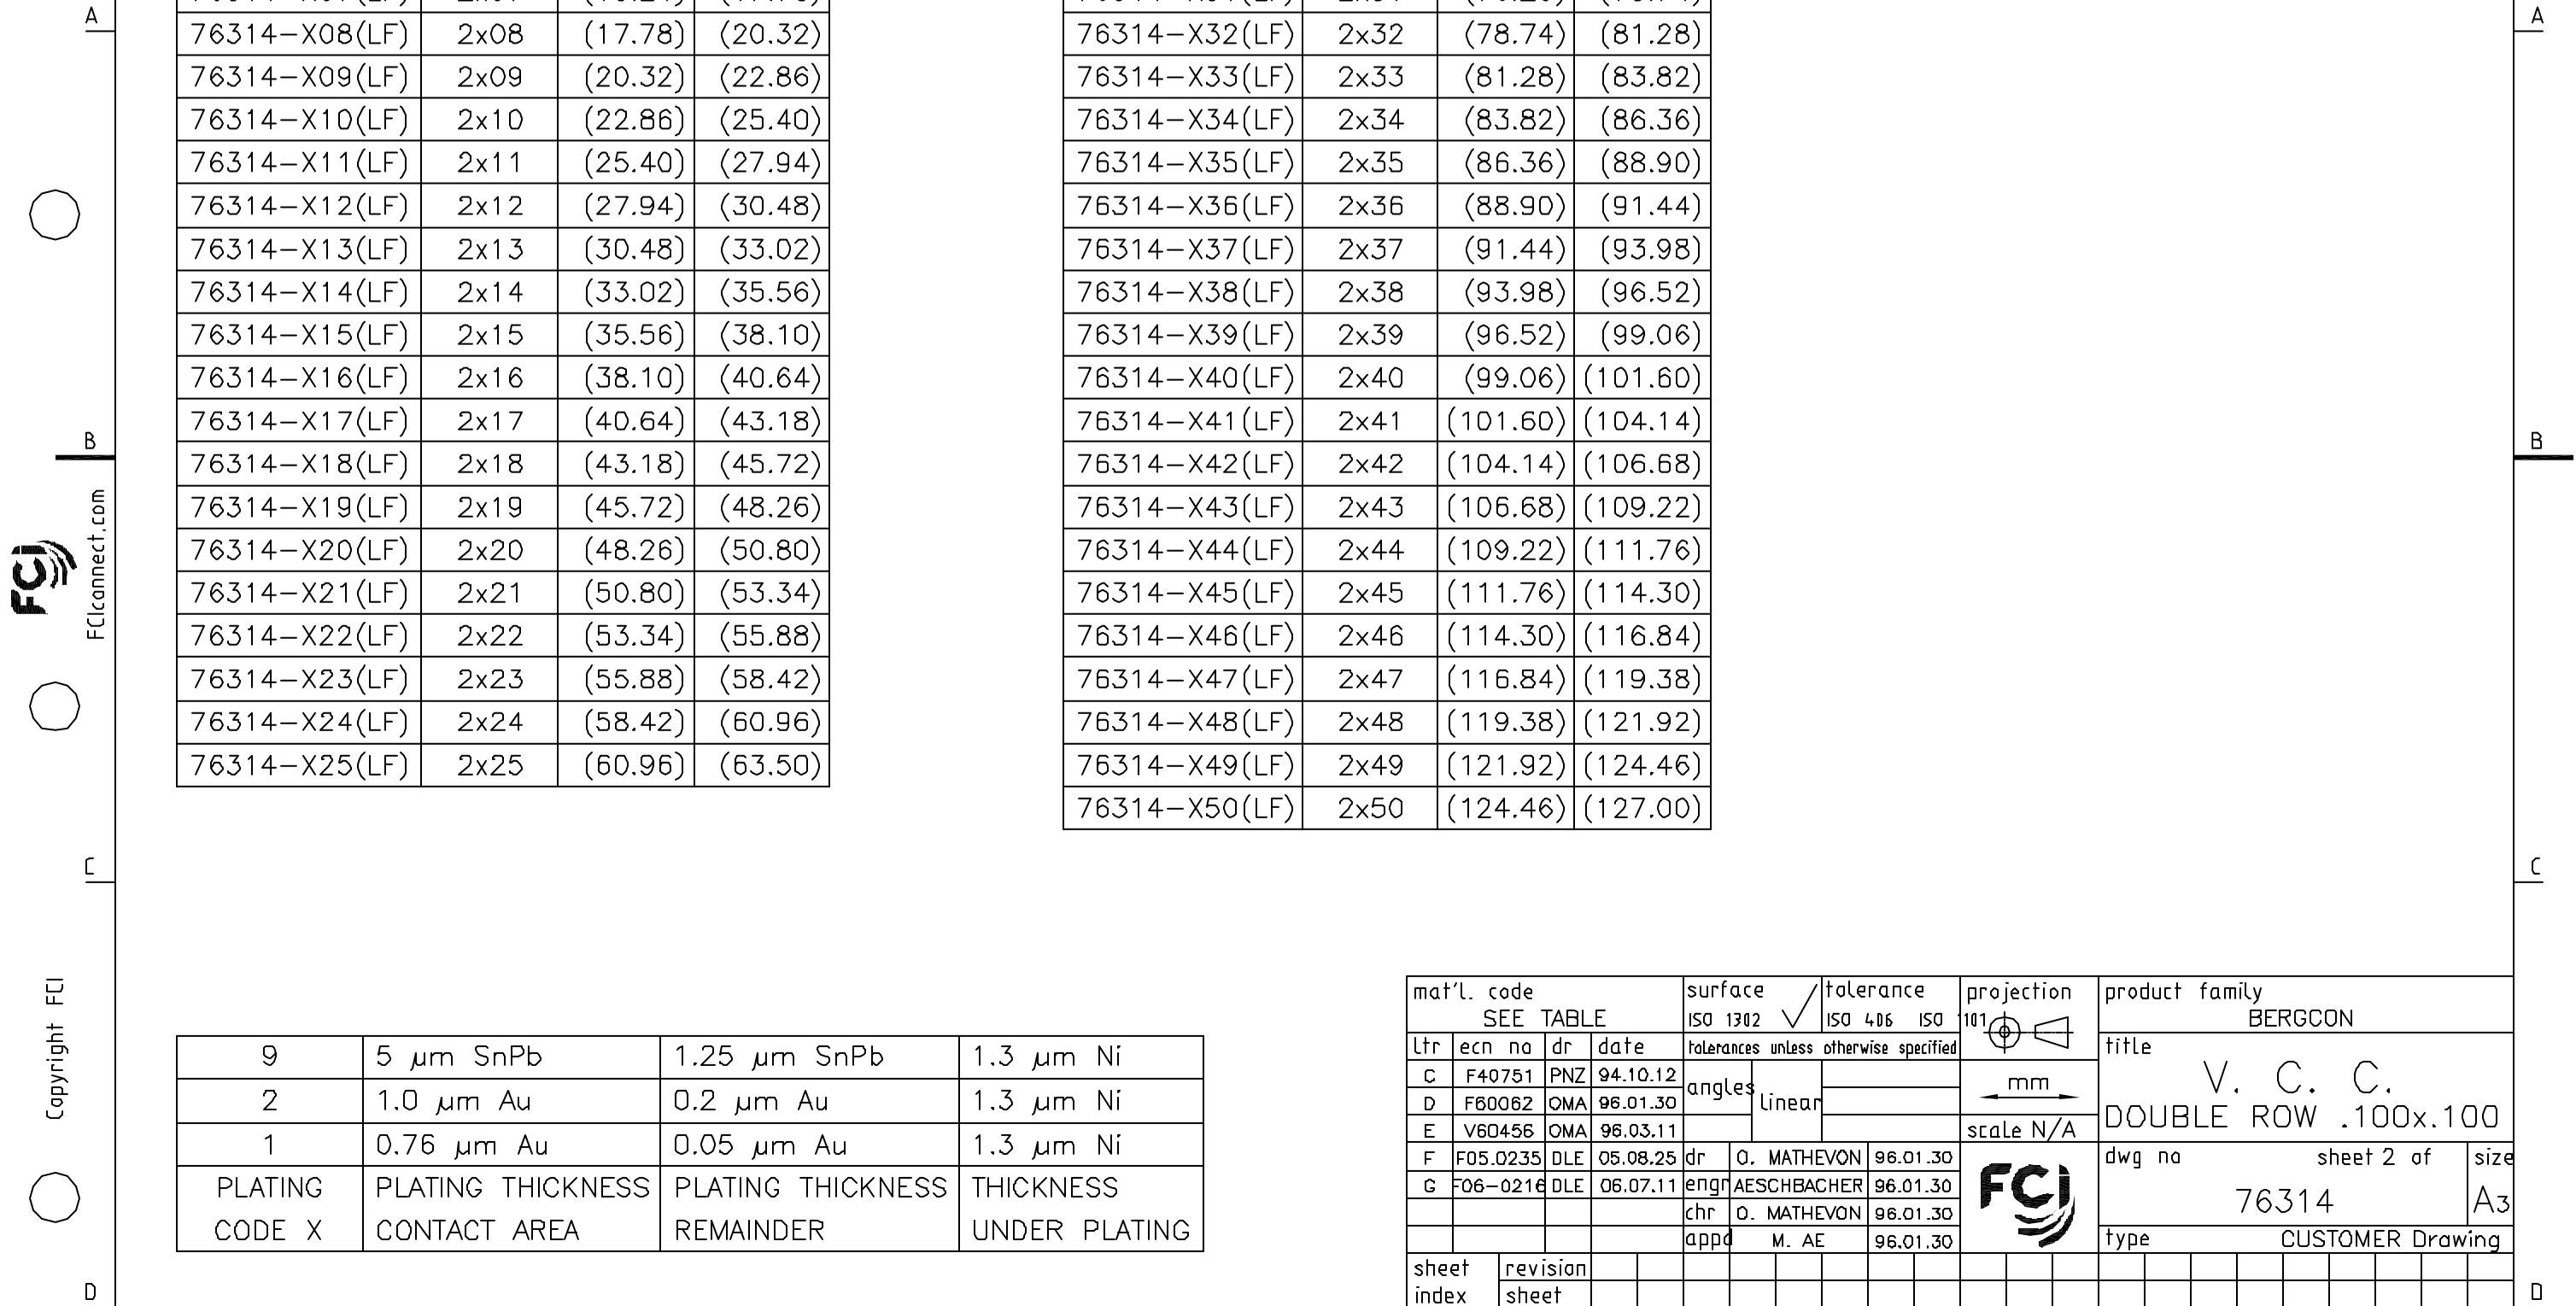 A
A
76314-X08(LF) 2x08 (17.78) (20.32)
76314-X09(LF) 2x09 (20.32) (22.86)
76314-X10(LF) 2x10 (22.86) (25.40)
76314-X11(LF) 2x11 (25.40) (27.94)
76314-X12(LF) 2x12 (27.94) (30.48)
76314-X13(LF) 2x13 (30.48) (33.02)
76314-X14(LF) 2x14 (33.02) (35.56)
76314-X15(LF) 2x15 (35.56) (38.10)
76314-X16(LF) 2x16 (38.10) (40.64)
76314-X17(LF) 2x17 (40.64) (43.18)
76314-X18(LF) 2x18 (43.18) (45.72)
76314-X19(LF) 2x19 (45.72) (48.26)
76314-X20(LF) 2x20 (48.26) (50.80)
76314-X21(LF) 2x21 (50.80) (53.34)
76314-X22(LF) 2x22 (53.34) (55.88)
76314-X23(LF) 2x23 (55.88) (58.42)
76314-X24(LF) 2x24 (58.42) (60.96)
76314-X25(LF) 2x25 (60.96) (63.50)
76314-X32(LF) 2x32 (78.74) (81.28)
76314-X33(LF) 2x33 (81.28) (83.82)
76314-X34(LF) 2x34 (83.82) (86.36)
76314-X35(LF) 2x35 (86.36) (88.90)
76314-X36(LF) 2x36 (88.90) (91.44)
76314-X37(LF) 2x37 (91.44) (93.98)
76314-X38(LF) 2x38 (93.98) (96.52)
76314-X39(LF) 2x39 (96.52) (99.06)
76314-X40(LF) 2x40 (99.06) (101.60)
76314-X41(LF) 2x41 (101.60) (104.14)
76314-X42(LF) 2x42 (104.14) (106.68)
76314-X43(LF) 2x43 (106.68) (109.22)
76314-X44(LF) 2x44 (109.22) (111.76)
76314-X45(LF) 2x45 (111.76) (114.30)
76314-X46(LF) 2x46 (114.30) (116.84)
76314-X47(LF) 2x47 (116.84) (119.38)
76314-X48(LF) 2x48 (119.38) (121.92)
76314-X49(LF) 2x49 (121.92) (124.46)
76314-X50(LF) 2x50 (124.46) (127.00)
B
B
FCI
FCIconnect.com
C
C
Copyright FCI
9 5 µm SnPb 1.25 µm SnPb 1.3 µm Ni
2 1.0 µm Au 0.2 µm Au 1.3 µm Ni
1 0.76 µm Au 0.05 µm Au 1.3 µm Ni
PLATING PLATING THICKNESS PLATING THICKNESS THICKNESS
CODE X CONTACT AREA REMAINDER UNDER PLATING
mat'l. code
SEE TABLE
surface
ISO 1302
tolerance
ISO 406 ISO 1101
projection
product family
BERGCON
ltr ecn no dr date
tolerances unless otherwise specified
title
V. C. C.
DOUBLE ROW .100x.100
C F40751 PNZ 94.10.12
D F60062 OMA 96.01.30
E V60456 OMA 96.03.11
F F05.0235 DLE 05.08.25
G F06-0216 DLE 06.07.11
angles
linear
mm
scale N/A
dr O. MATHEVON 96.01.30
engr AESCHBACHER 96.01.30
chr O. MATHEVON 96.01.30
appd M. AE 96.01.30
FCI
dwg no sheet 2 of size
76314 A3
type CUSTOMER Drawing
sheet revision
index sheet
D
D